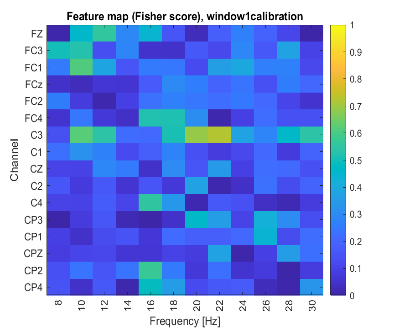 Feature map (Fisher score), window1calibration
FZ
FC3
FC1
FCz
FC2
FC4
C3
C1
CZ
C2
C4
CP3
CP1
CPZ
CP2
CP4
Channel
8 10 12 14 16 18 20 22 24 26 28 30
Frequency [Hz]
1
0.9
0.8
0.7
0.6
0.5
0.4
0.3
0.2
0.1
0